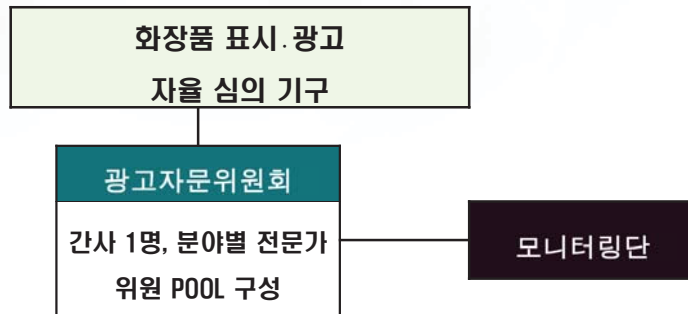 화장품 표시.광고
자율 심의 기구
광고자문위원회
간사 1명, 분야별 전문가
위원 POOL 구성
모니터링단